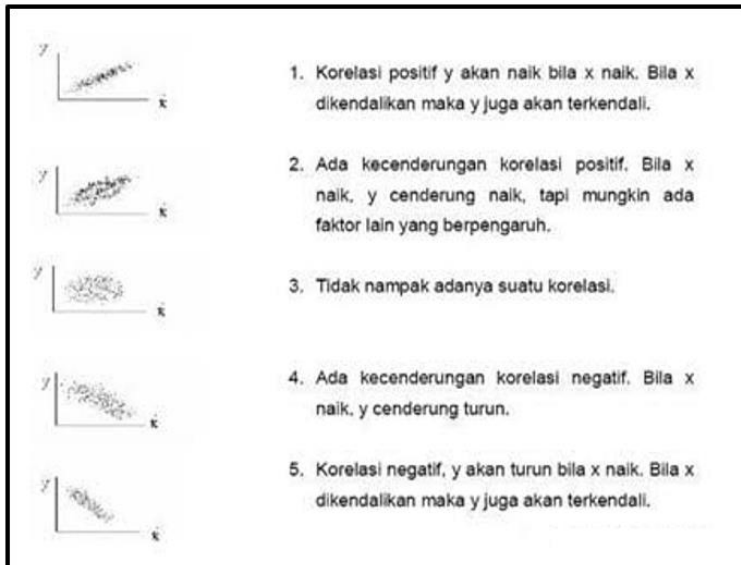 y
x
1. Korelasi positif y akan naik bila x naik. Bila x
dikendalikan maka y juga akan terkendali.
y
x
2. Ada kecenderungan korelasi positif. Bila x
naik, y cenderung naik, tapi mungkin ada
faktor lain yang berpengaruh.
y
x
3. Tidak nampak adanya suatu korelasi.
y
x
4. Ada kecenderungan korelasi negatif. Bila x
naik, y cenderung turun.
y
x
5. Korelasi negatif, y akan turun bila x naik. Bila x
dikendalikan maka y juga akan terkendali.